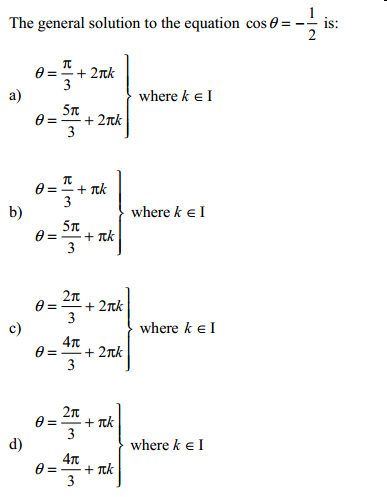 The general solution to the equation cos θ = −1/2 is:
a)
θ = π/3 + 2πk
θ = 5π/3 + 2πk
where k ∈ I
b)
θ = π/3 + πk
θ = 5π/3 + πk
where k ∈ I
c)
θ = 2π/3 + 2πk
θ = 4π/3 + 2πk
where k ∈ I
d)
θ = 2π/3 + πk
θ = 4π/3 + πk
where k ∈ I